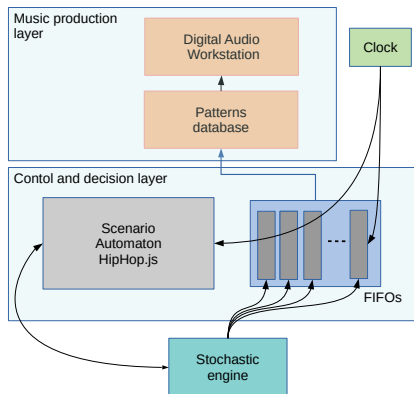 Music production
layer
Digital Audio
Workstation
Clock
Patterns
database
Contol and decision layer
Scenario
Automaton
HipHop.js
FIFOs
Stochastic
engine